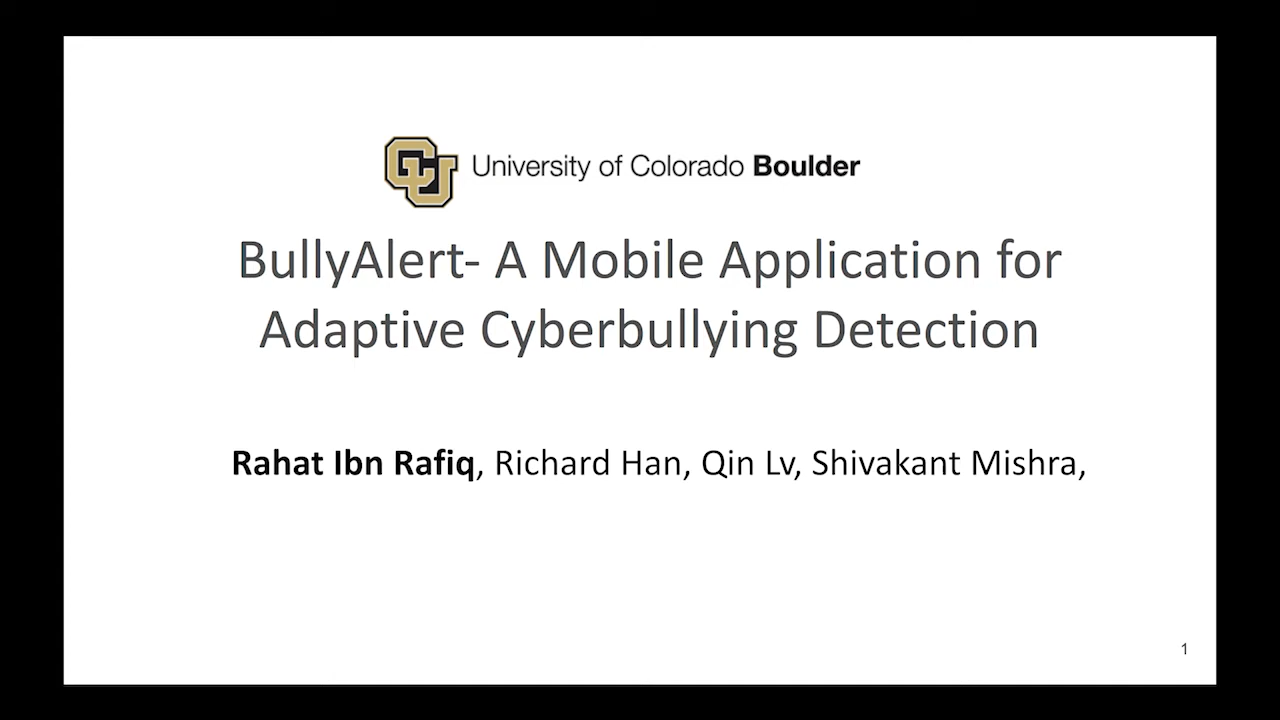 CU University of Colorado Boulder
BullyAlert- A Mobile Application for
Adaptive Cyberbullying Detection
Rahat Ibn Rafiq, Richard Han, Qin Lv, Shivakant Mishra,
1